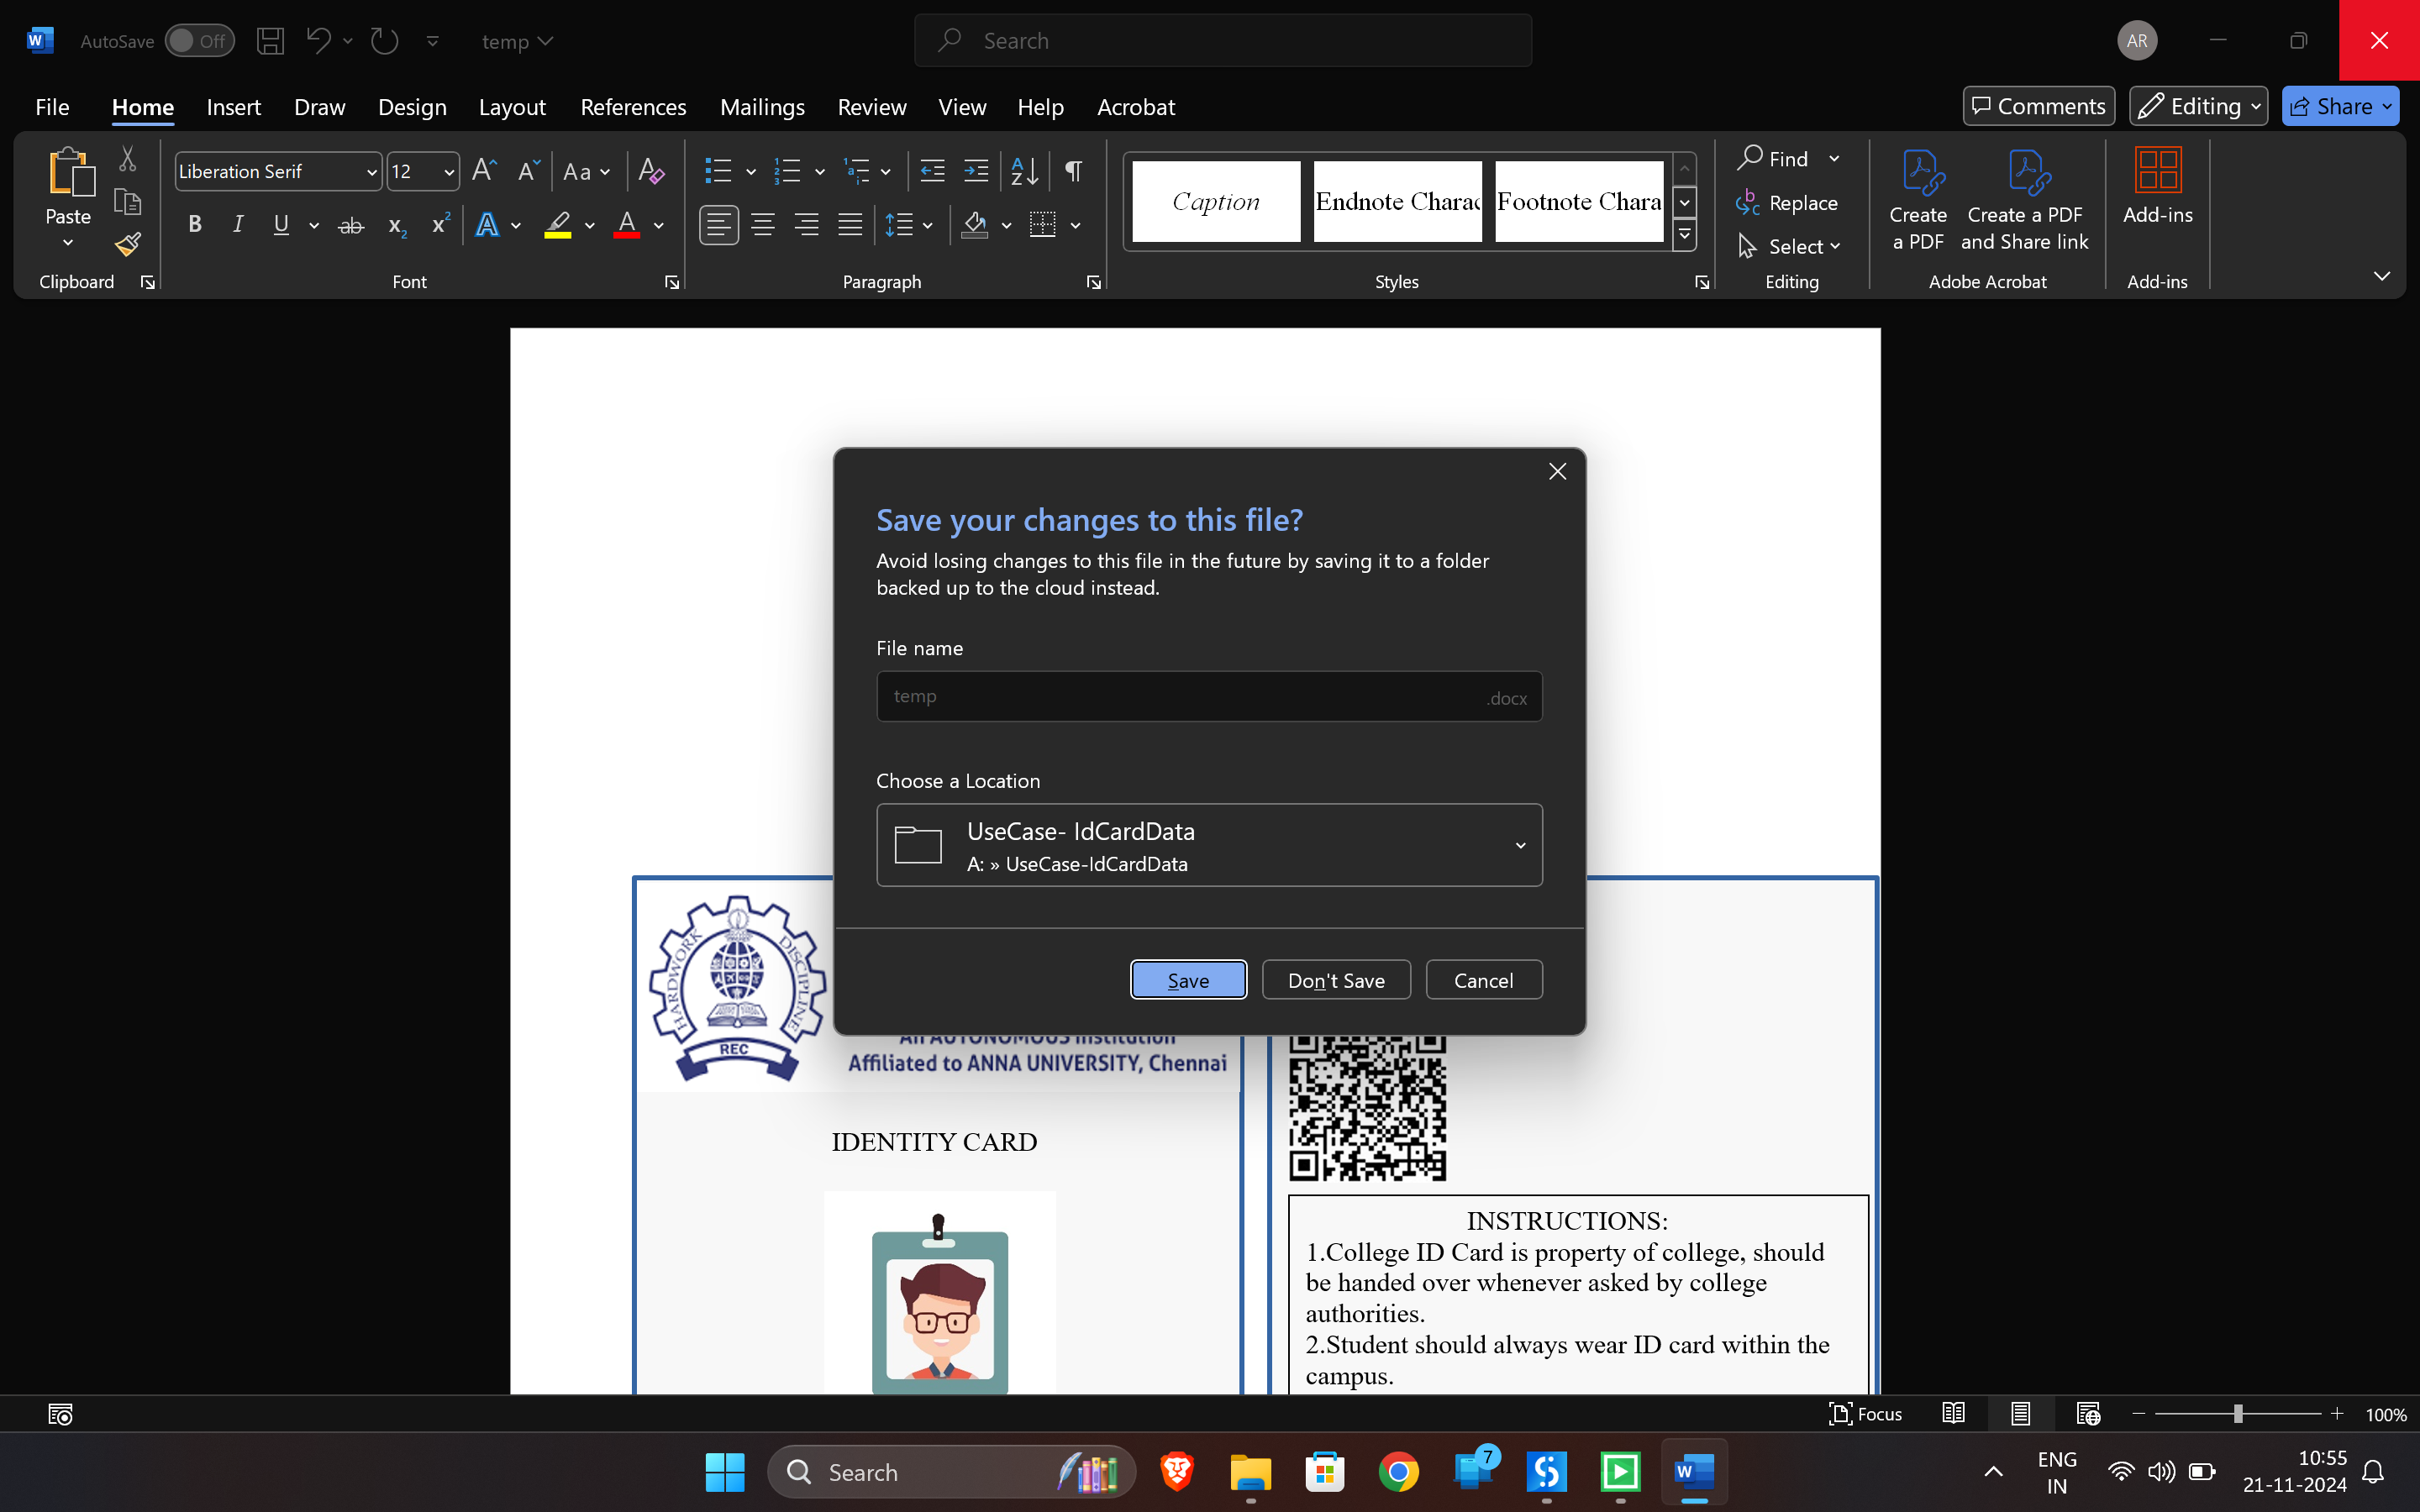 AutoSave Off temp Search AR
File Home Insert Draw Design Layout References Mailings Review View Help Acrobat Comments Editing Share
Liberation Serif 12 Aa
Paste
B I U ab x2 x2 A A
Caption Endnote Charac Footnote Chara
Find
Replace
Select
Create a PDF
Create a PDF and Share link
Add-ins
Clipboard Font Paragraph Styles Editing Adobe Acrobat Add-ins
Save your changes to this file?
Avoid losing changes to this file in the future by saving it to a folder
backed up to the cloud instead.
File name
temp .docx
Choose a Location
UseCase- IdCardData
A: » UseCase-IdCardData
Save Don't Save Cancel
HARDWORK DISCIPLINE
REC
An AUTONOMOUS Institution
Affiliated to ANNA UNIVERSITY, Chennai
IDENTITY CARD
INSTRUCTIONS:
1.College ID Card is property of college, should
be handed over whenever asked by college
authorities.
2.Student should always wear ID card within the
campus.
Focus 100%
Search 7
ENG
IN
10:55
21-11-2024